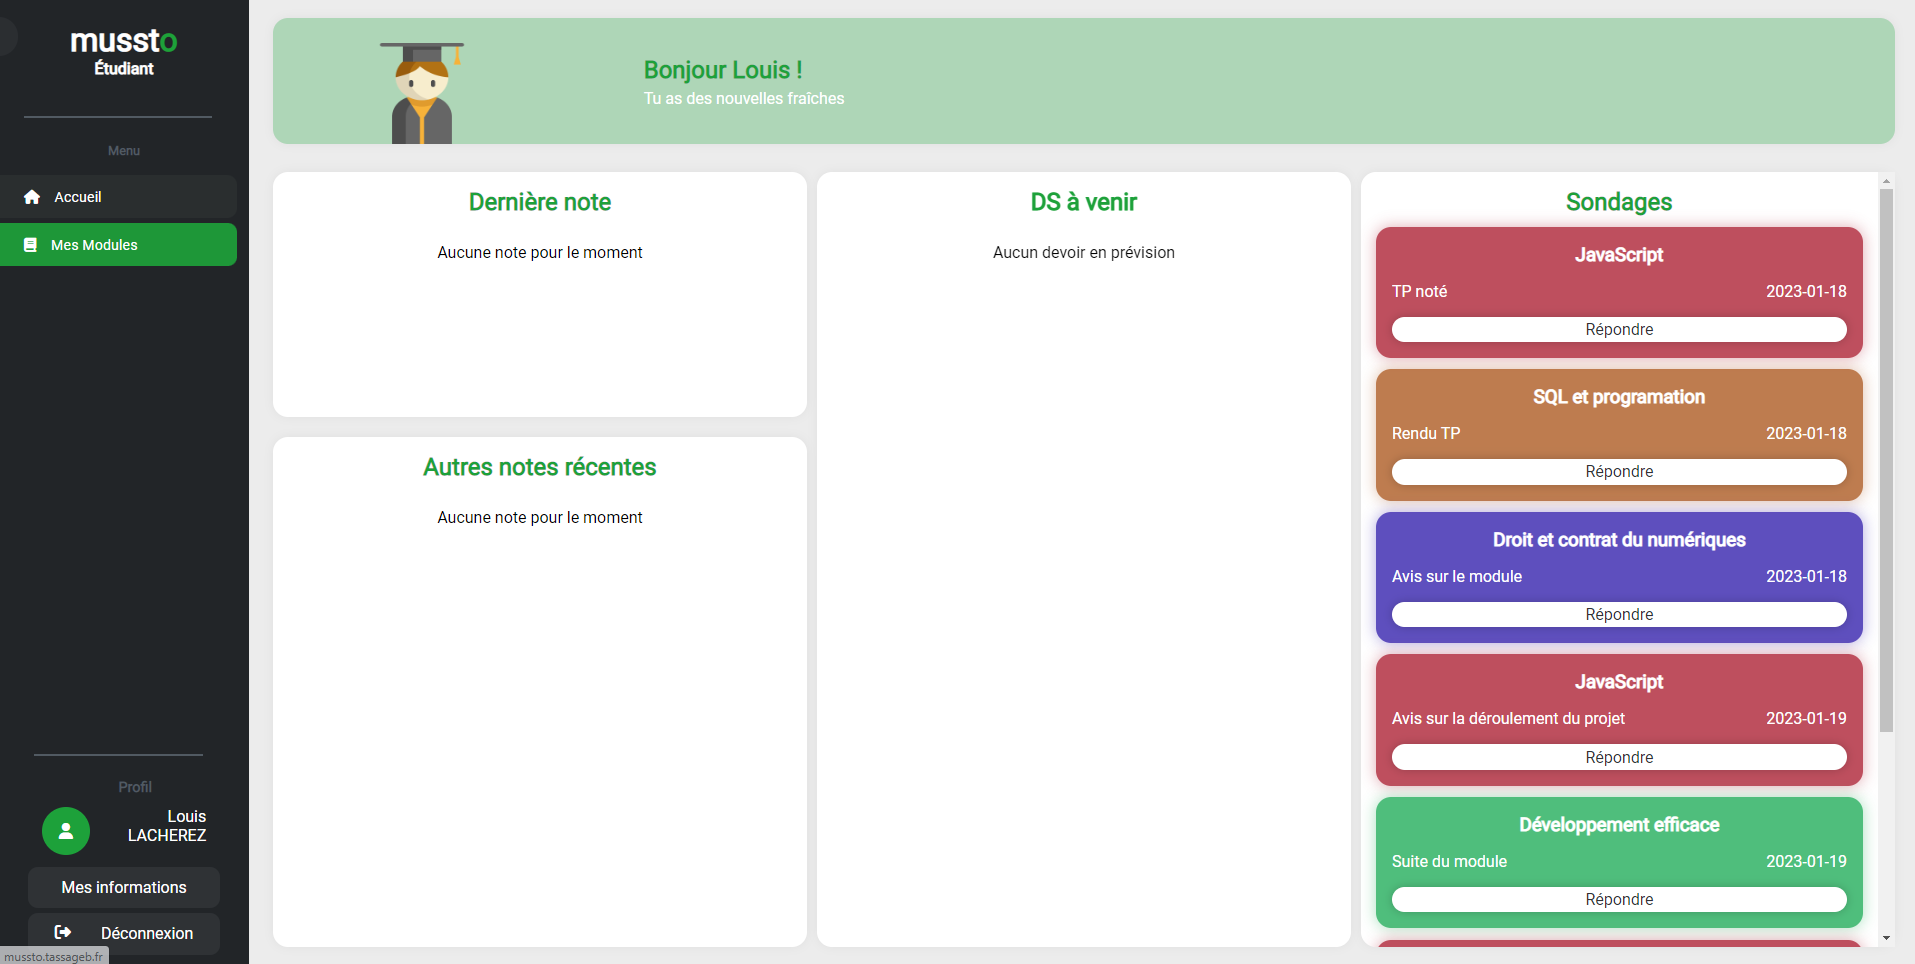 mussto
Étudiant
Menu
Accueil
Mes Modules
Profil
Louis
LACHEREZ
Mes informations
Déconnexion
mussto.tassageb.fr
Bonjour Louis !
Tu as des nouvelles fraîches
Dernière note
Aucune note pour le moment
Autres notes récentes
Aucune note pour le moment
DS à venir
Aucun devoir en prévision
Sondages
JavaScript
TP noté 2023-01-18
Répondre
SQL et programation
Rendu TP 2023-01-18
Répondre
Droit et contrat du numériques
Avis sur le module 2023-01-18
Répondre
JavaScript
Avis sur la déroulement du projet 2023-01-19
Répondre
Développement efficace
Suite du module 2023-01-19
Répondre